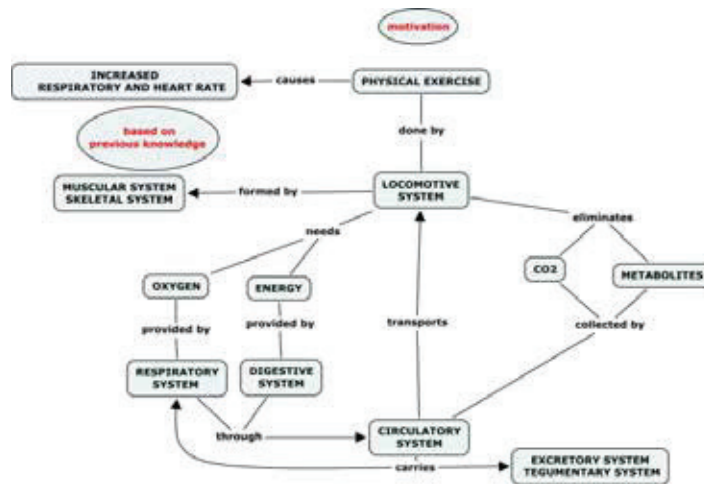 motivation
INCREASED
RESPIRATORY AND HEART RATE
causes
PHYSICAL EXERCISE
done by
based on
previous knowledge
MUSCULAR SYSTEM
SKELETAL SYSTEM
formed by
LOCOMOTIVE
SYSTEM
needs
eliminates
OXYGEN
ENERGY
CO2
METABOLITES
provided by
provided by
transports
collected by
RESPIRATORY
SYSTEM
DIGESTIVE
SYSTEM
through
CIRCULATORY
SYSTEM
carries
EXCRETORY SYSTEM
TEGUMENTARY SYSTEM